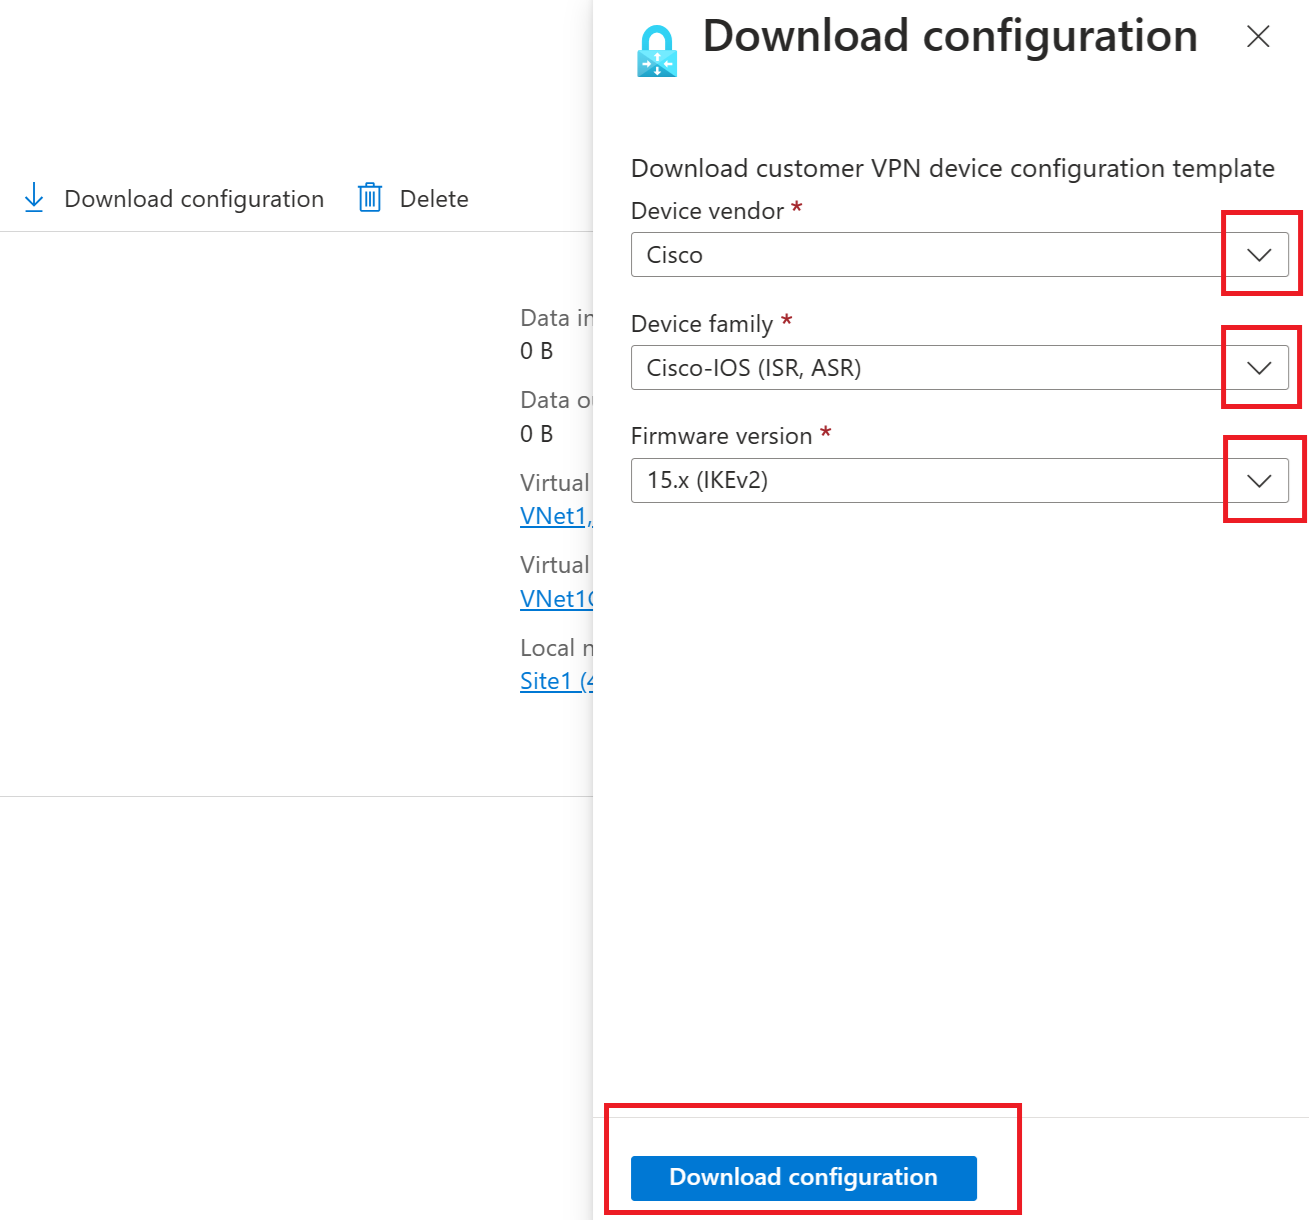 Download configuration
Download customer VPN device configuration template
Device vendor *
Cisco
Device family *
Cisco-IOS (ISR, ASR)
Firmware version *
15.x (IKEv2)
Download configuration
Download configuration Delete
Data in
0 B
Data
0 B
Virtual
VNet1,
Virtual
VNet1
Local
Site1